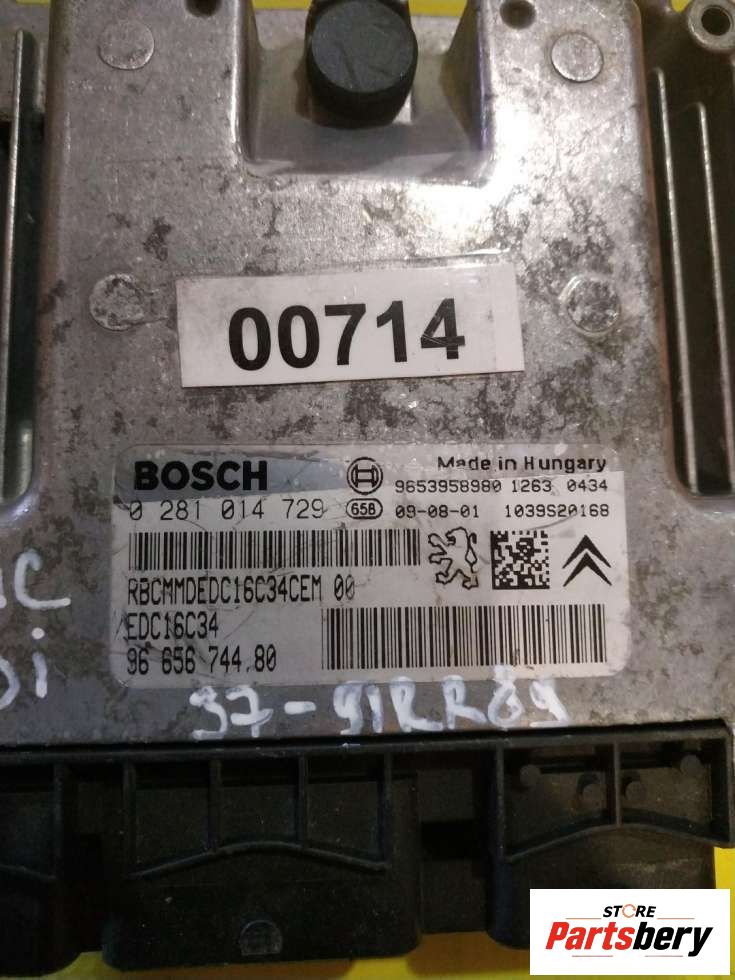 00714
BOSCH
Made in Hungary
9653958980 1263 0434
0 281 014 729 658 09-08-01 1039S20168
RBCMMDEDC16C34CEM 00
EDC16C34
96 656 744.80
STORE
Partsbery